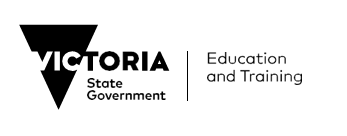 VICTORIA
State
Government
Education
and Training